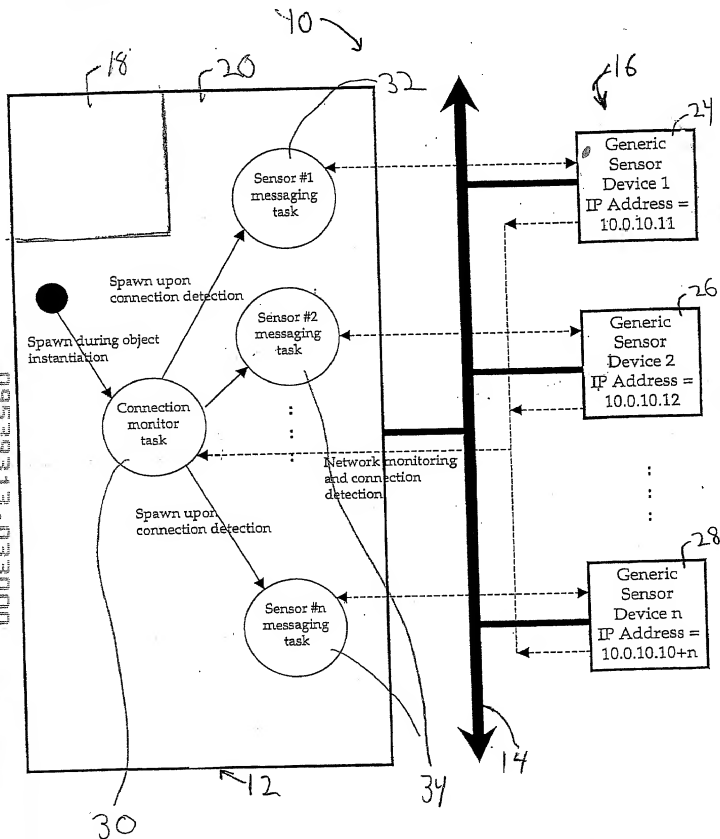 40
18
20
32
16
24
Generic
Sensor
Device 1
IP Address =
10.0.10.11
Sensor #1
messaging
task
Spawn upon
connection detection
Sensor #2
messaging
task
26
Generic
Sensor
Device 2
IP Address =
10.0.10.12
Spawn during object
instantiation
Connection
monitor
task
Network monitoring
and connection
detection
Spawn upon
connection detection
28
Generic
Sensor
Device n
IP Address =
10.0.10.10+n
Sensor #n
messaging
task
14
12
34
30